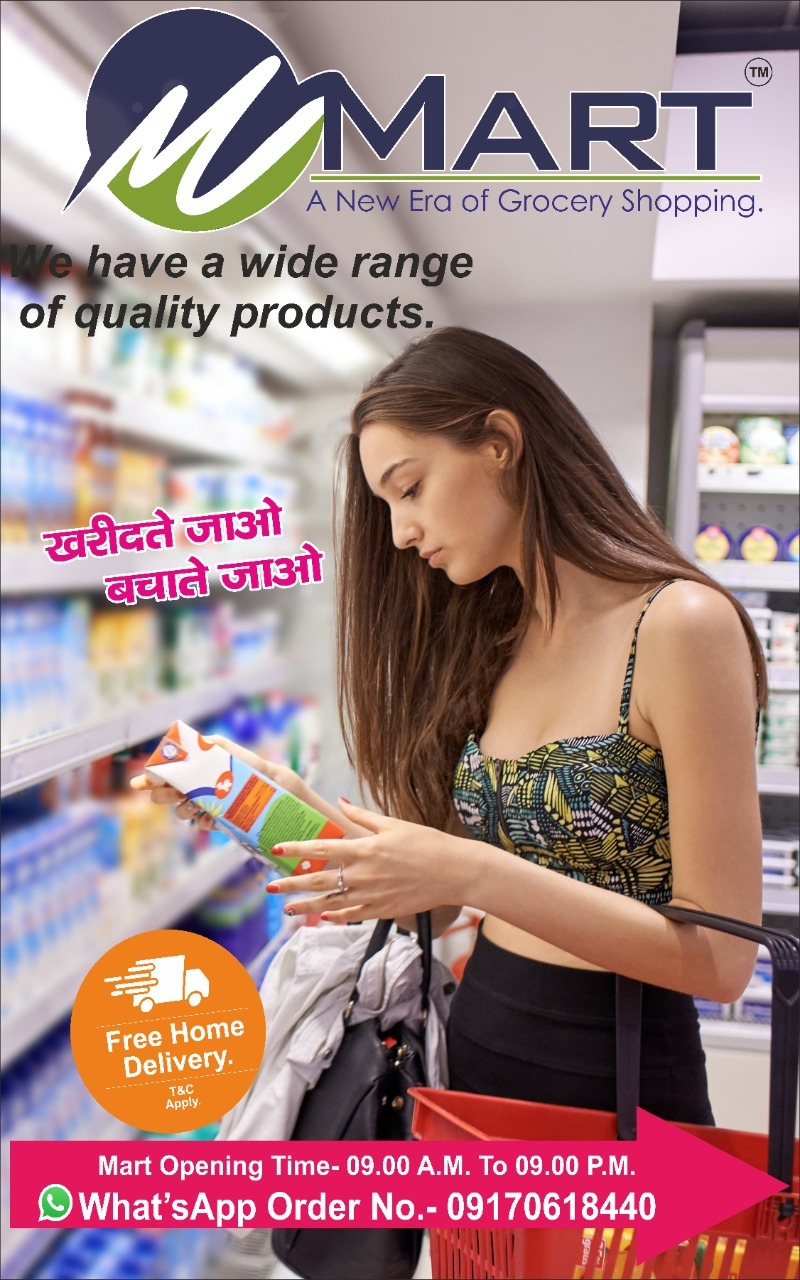 MART
TM
A New Era of Grocery Shopping.
We have a wide range
of quality products.
खरीदते जाओ
बचाते जाओ
Free Home
Delivery.
T&C
Apply.
Mart Opening Time- 09.00 A.M. To 09.00 P.M.
What'sApp Order No.- 09170618440